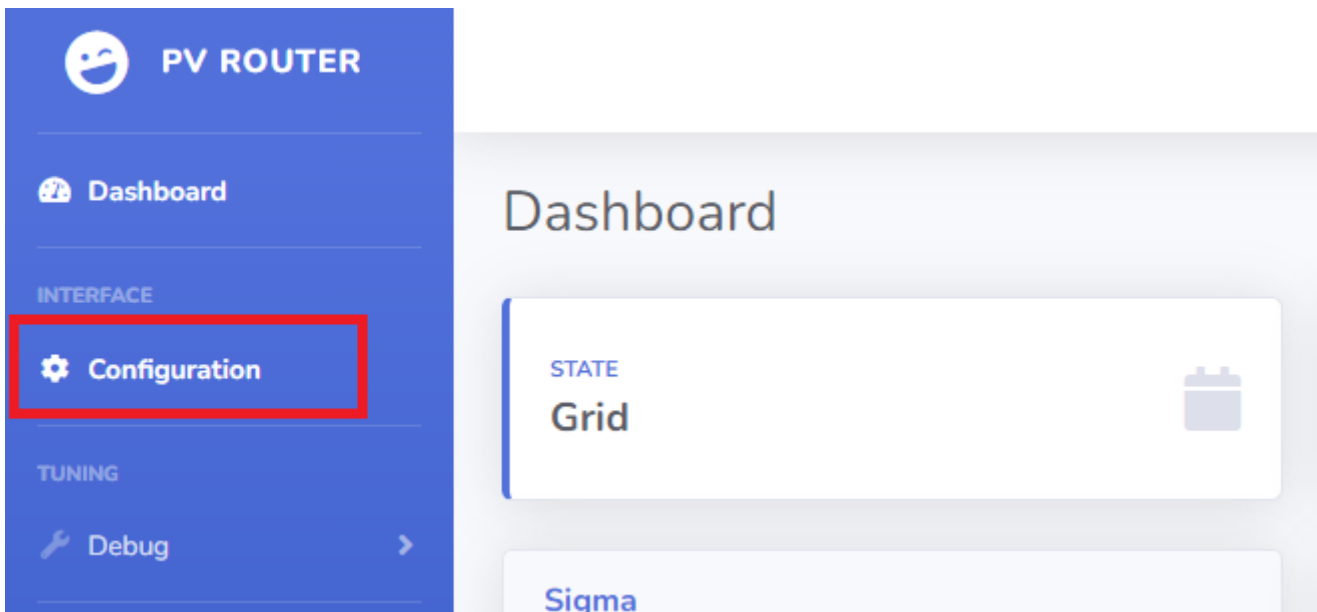 PV ROUTER
Dashboard
INTERFACE
Configuration
TUNING
Debug
Dashboard
STATE
Grid
Sigma